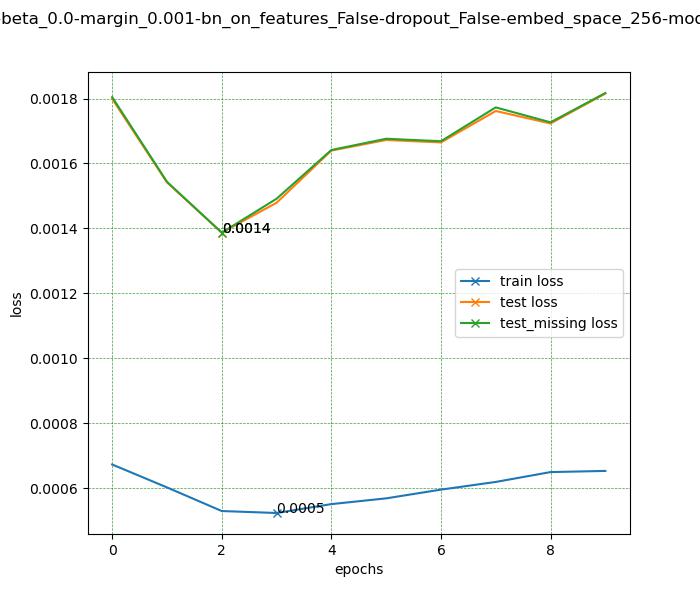 -beta_0.0-margin_0.001-bn_on_features_False-dropout_False-embed_space_256-mod
0.0018
0.0016
0.0014
0.0012
0.0010
0.0008
0.0006
loss
0.0014
0.0005
train loss
test loss
test_missing loss
0 2 4 6 8
epochs